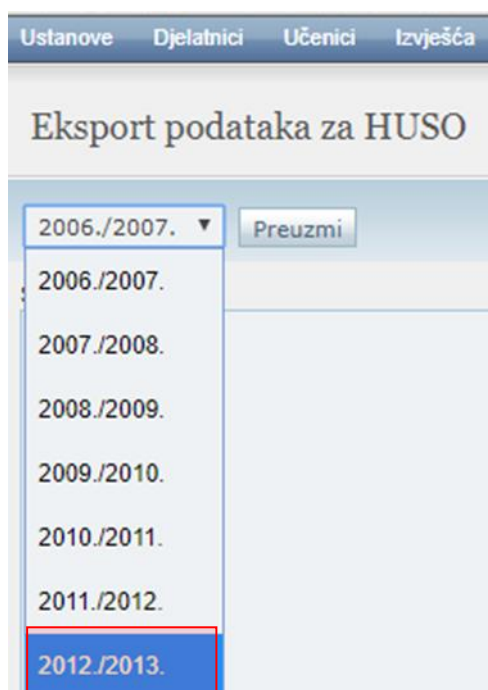 Ustanove Djelatnici Učenici Izvješća
Eksport podataka za HUSO
2006./2007. ▼ Preuzmi
2006./2007.
2007./2008.
2008./2009.
2009./2010.
2010./2011.
2011./2012.
2012./2013.